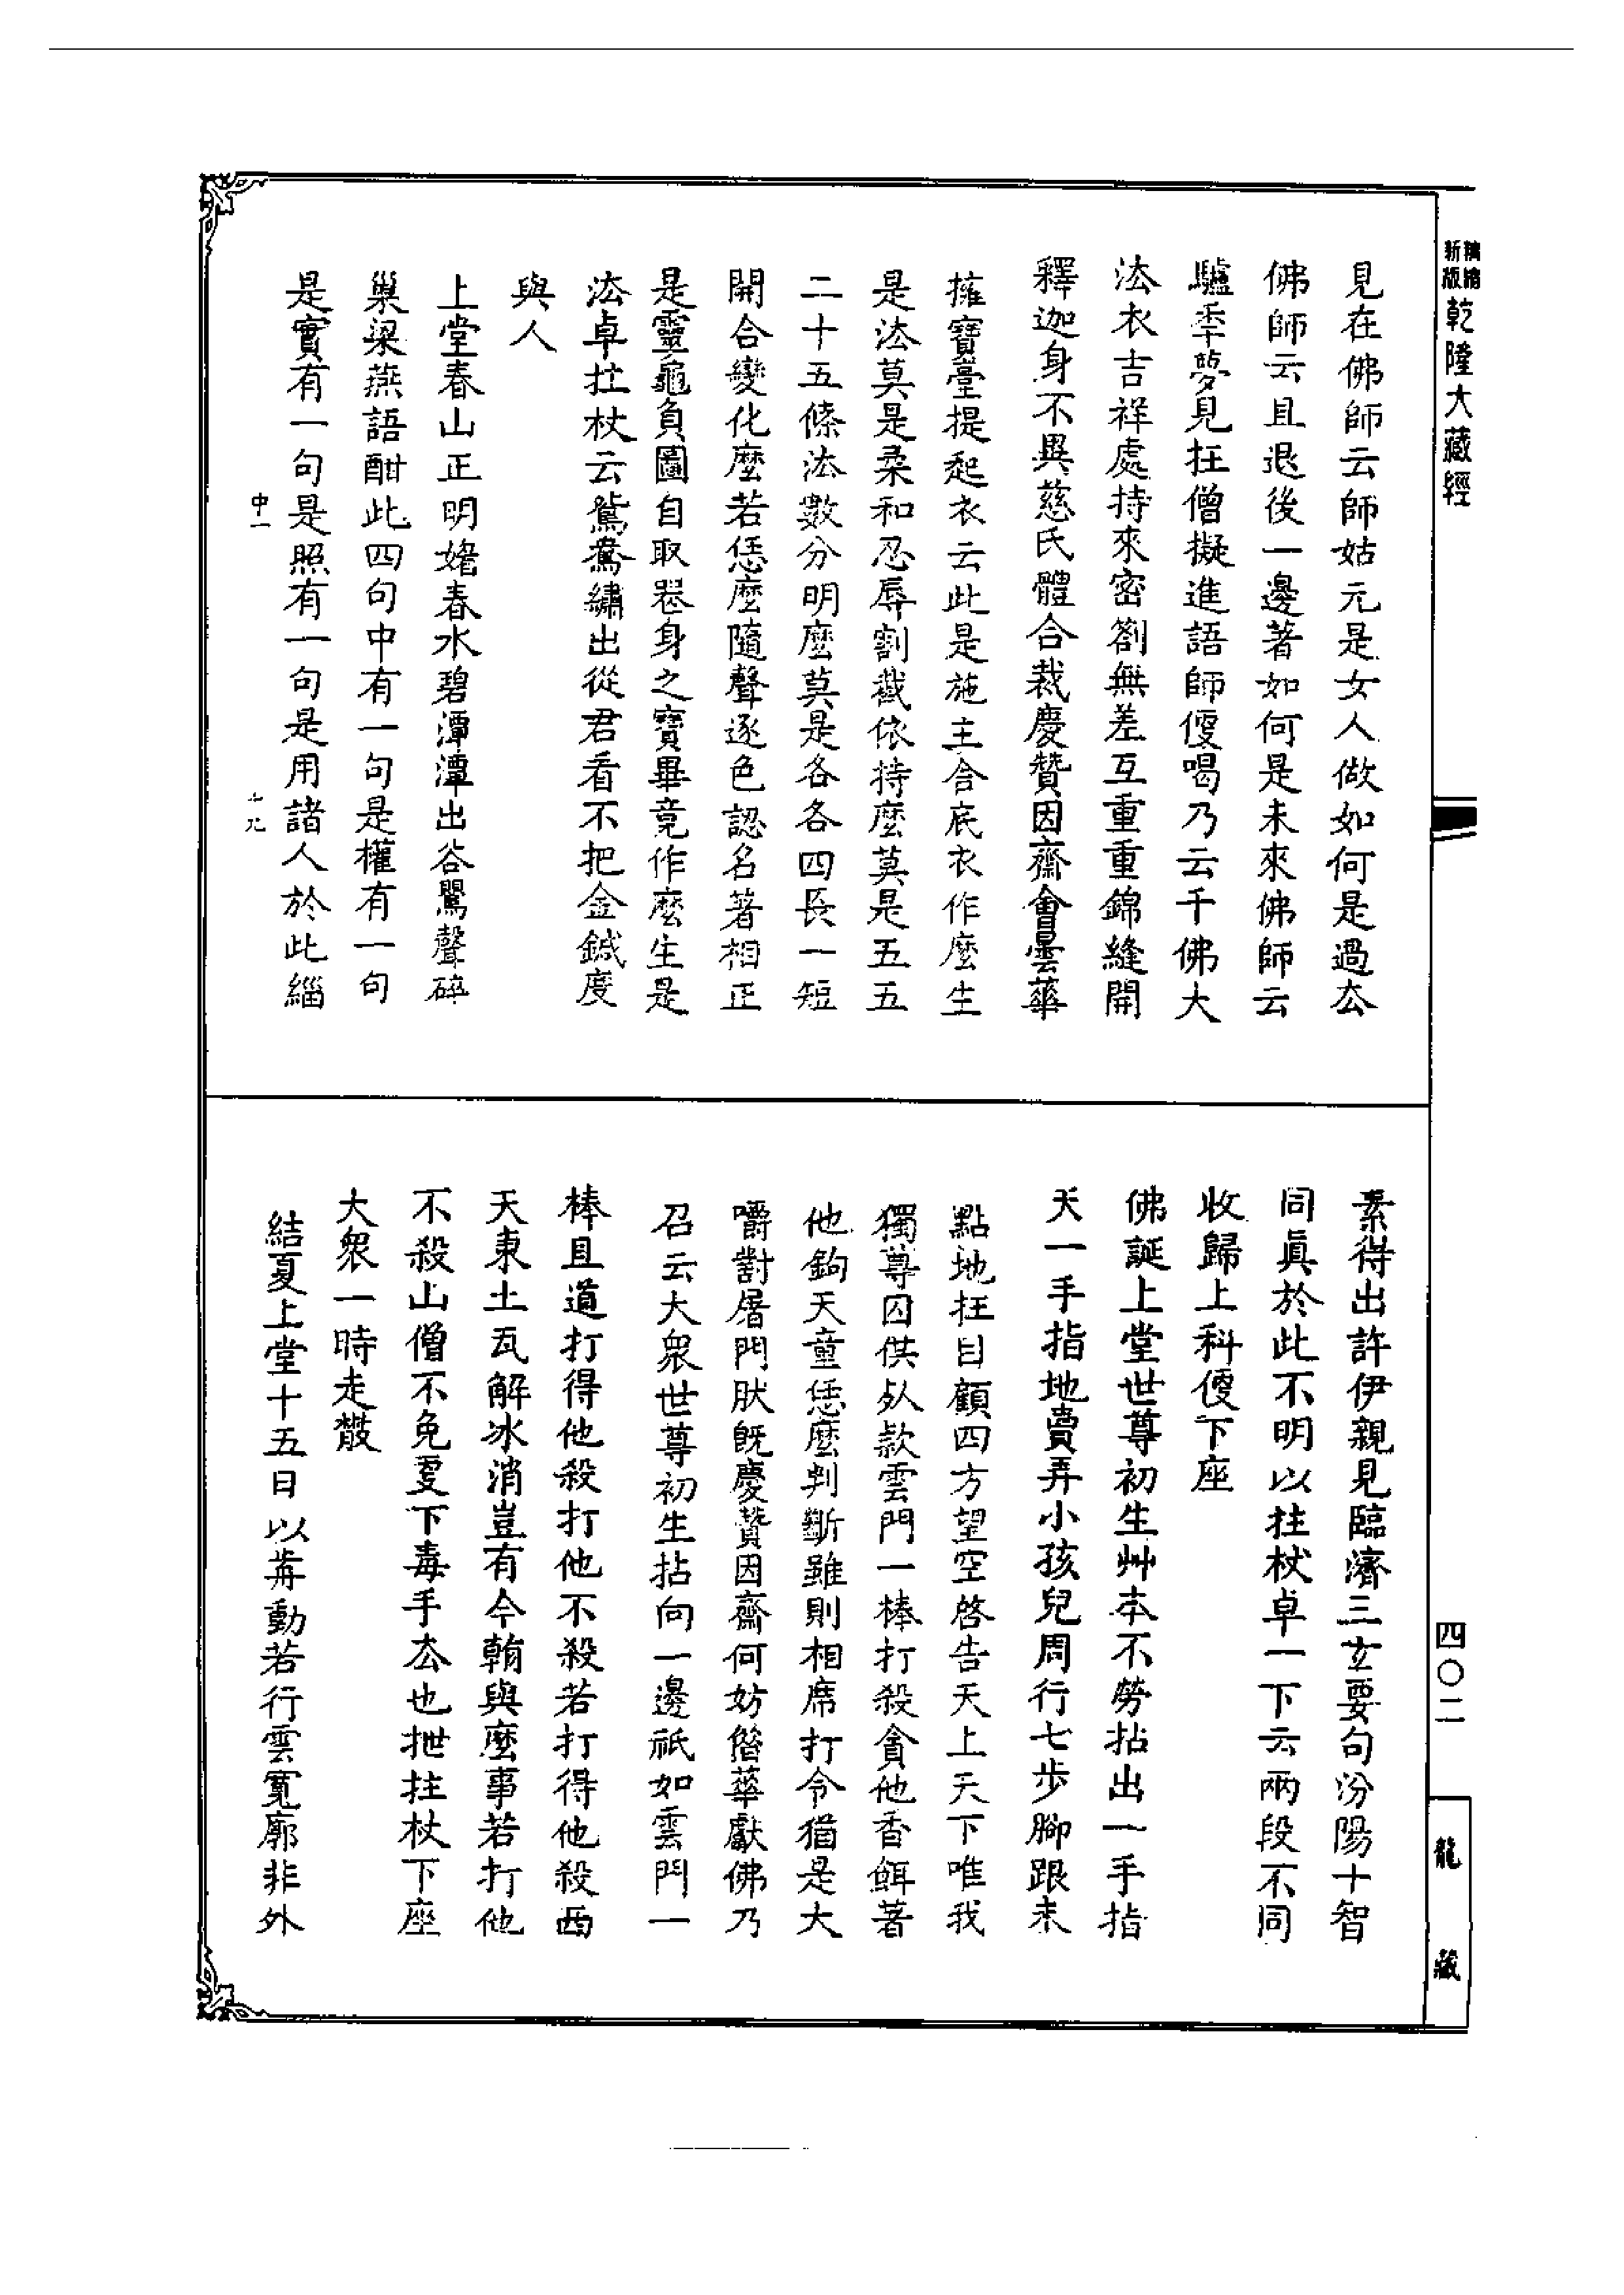 新版
精縮
乾隆大藏經
見在佛師云師姑元是女人做如何是過厺
佛師云且退後一邊著如何是未來佛師云
驢秊夢見在僧擬進語師便喝乃云千佛大
法衣吉祥處持來密劄無差互重重錦縫開
釋迦身不異慈氏體合裁慶贊因齋會曇華
擁寶臺提起衣云此是施主合底衣作麼生
是法莫是柔和忍辱割截依持麼莫是五五
二十五條法數分明麼莫是各各四長一短
開合變化麼若恁麼隨聲逐色認名著相正
是靈龜負圖自取喪身之寶畢竟作麼生是
法卓拄杖云鴛鴦繡出從君看不把金鍼度
與人
上堂春山正明媚春水碧潭潭出谷鸎聲碎
巢梁燕語酣此四句中有一句是權有一句
是實有一句是照有一句是用諸人於此緇
中一
素得出許伊親見臨濟三玄要句汾陽十智
同眞於此不明以拄杖卓一下云兩段不同
收歸上科便下座
佛誕上堂世尊初生艸本不勞拈出一手指
天一手指地賣弄小孩兒周行七步腳跟未
點地在目顧四方望空啓告天上天下唯我
獨尊囚供欵款雲門一棒打殺貪他香餌著
他鉤天童恁麼判斷雖則相席打令猶是大
嚼對屠門肰旣慶贊因齋何妨僭華獻佛乃
召云大衆世尊初生拈向一邊祇如雲門一
棒且道打得他殺打他不殺若打得他殺西
天東土瓦解冰消豈有今翰與麼事若打他
不殺山僧不免更下毒手厺也拽拄杖下座
大衆一時走散
結夏上堂十五日以歬動若行雲寬廓非外
四〇二
龍藏